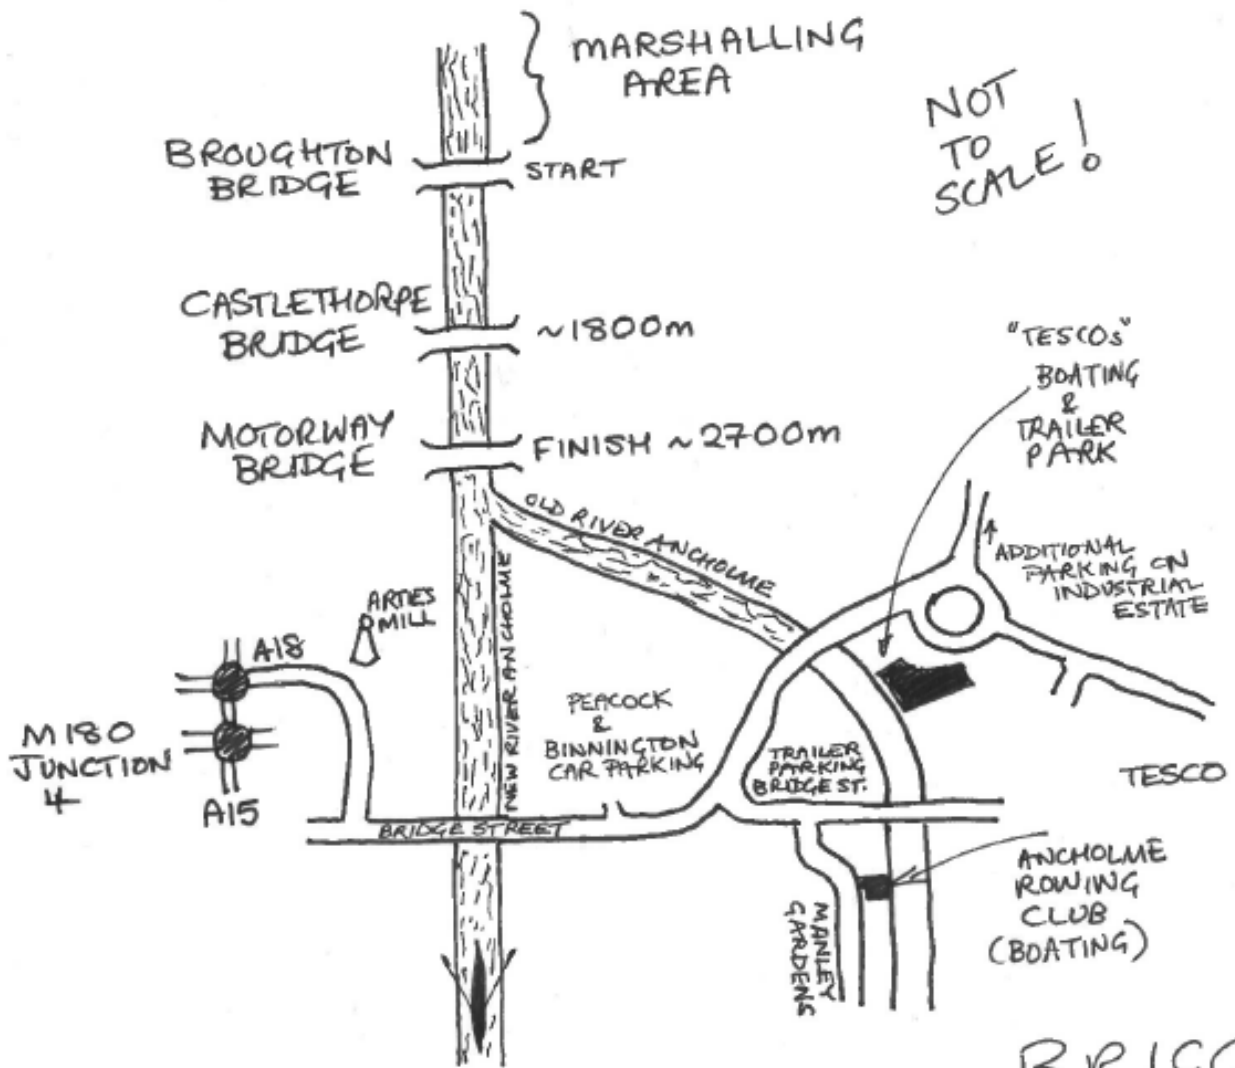 MARSHALLING
AREA
NOT
TO
SCALE!
BROUGHTON
BRIDGE
START
CASTLETHORPE
BRIDGE
~1800m
"TESCOs"
BOATING
&
TRAILER
PARK
MOTORWAY
BRIDGE
FINISH ~2700m
OLD RIVER ANCHOLME
ADDITIONAL
PARKING ON
INDUSTRIAL
ESTATE
ARTIES
MILL
NEW RIVER ANCHOLME
A18
M180
JUNCTION
4
A15
PEACOCK
&
BINNINGTON
CAR PARKING
TRAILER
PARKING
BRIDGE ST.
TESCO
BRIDGE STREET
ANCHOLME
ROWING
CLUB
(BOATING)
MANLEY
GARDENS